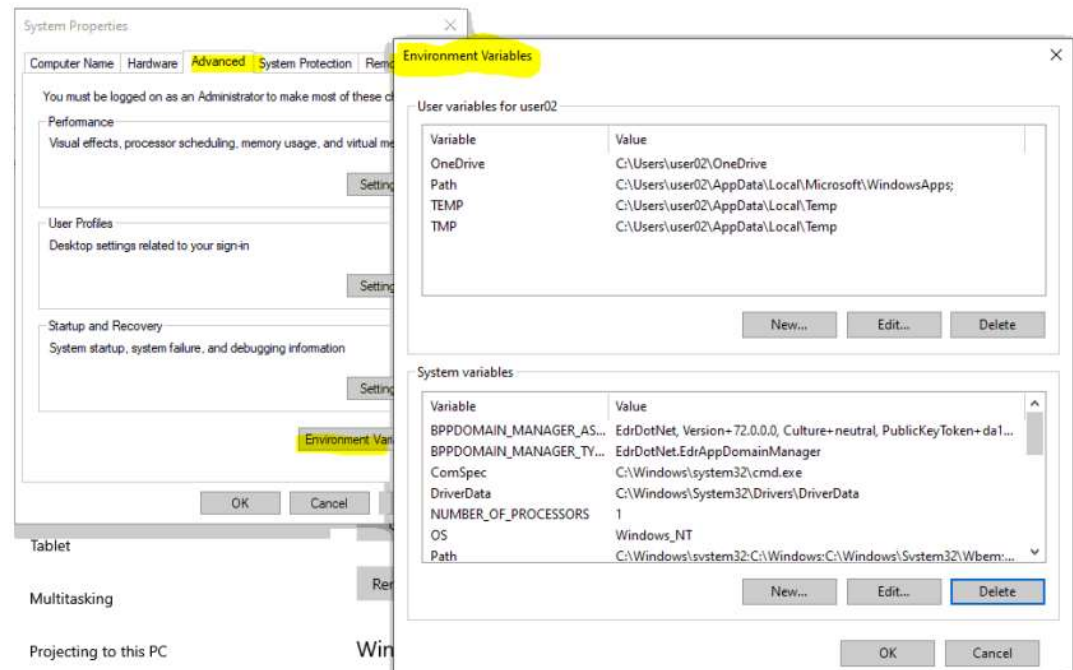 System Properties
Computer Name Hardware Advanced System Protection
You must be logged on as an Administrator to make most of these
Performance
Visual effects, processor scheduling, memory usage, and virtual
User Profiles
Desktop settings related to your sign-in
Startup and Recovery
System startup, system failure, and debugging information
Environment
OK Cancel
Tablet
Multitasking
Projecting to this PC
Environment Variables
User variables for user02
Variable Value
OneDrive C:\Users\user02\OneDrive
Path C:\Users\user02\AppData\Local\Microsoft\WindowsApps;
TEMP C:\Users\user02\AppData\Local\Temp
TMP C:\Users\user02\AppData\Local\Temp
New... Edit... Delete
System variables
Variable Value
BPPDOMAIN_MANAGER_AS... EdrDotNet, Version+72.0.0.0, Culture+neutral, PublicKeyToken+da1...
BPPDOMAIN_MANAGER_TY... EdrDotNet.EdrAppDomainManager
ComSpec C:\Windows\system32\cmd.exe
DriverData C:\Windows\System32\Drivers\DriverData
NUMBER_OF_PROCESSORS 1
OS Windows_NT
Path C:\Windows\system32;C:\Windows;C:\Windows\System32\Wbem;...
New... Edit... Delete
OK Cancel